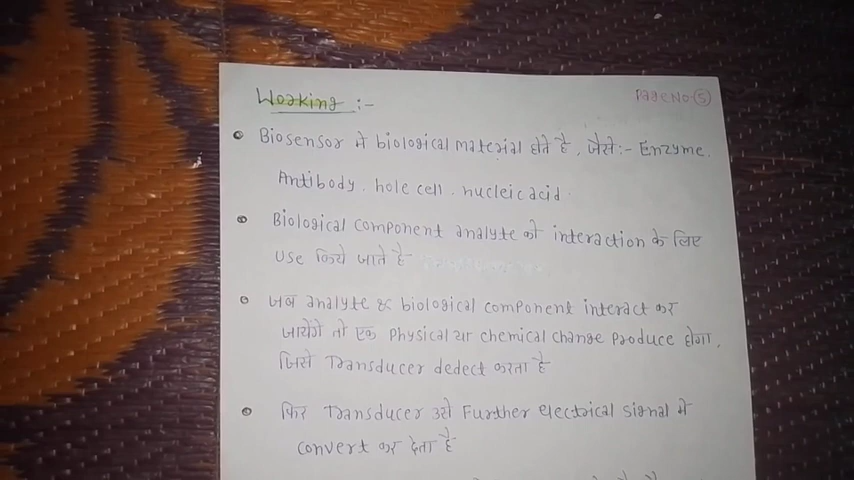 Working :-
Page No-5
Biosensor मे biological material होते है, जैसे:- Enzyme.
Antibody. hole cell. nucleic acid.
Biological component analyte को interaction के लिए
use किये जाते है
जब analyte & biological component interact कर
जायेंगे तो एक Physical या chemical change Produce होगा,
जिसे Transducer dedect करता है
फिर Transducer उसे Further electrical signal मे
convert कर देता है